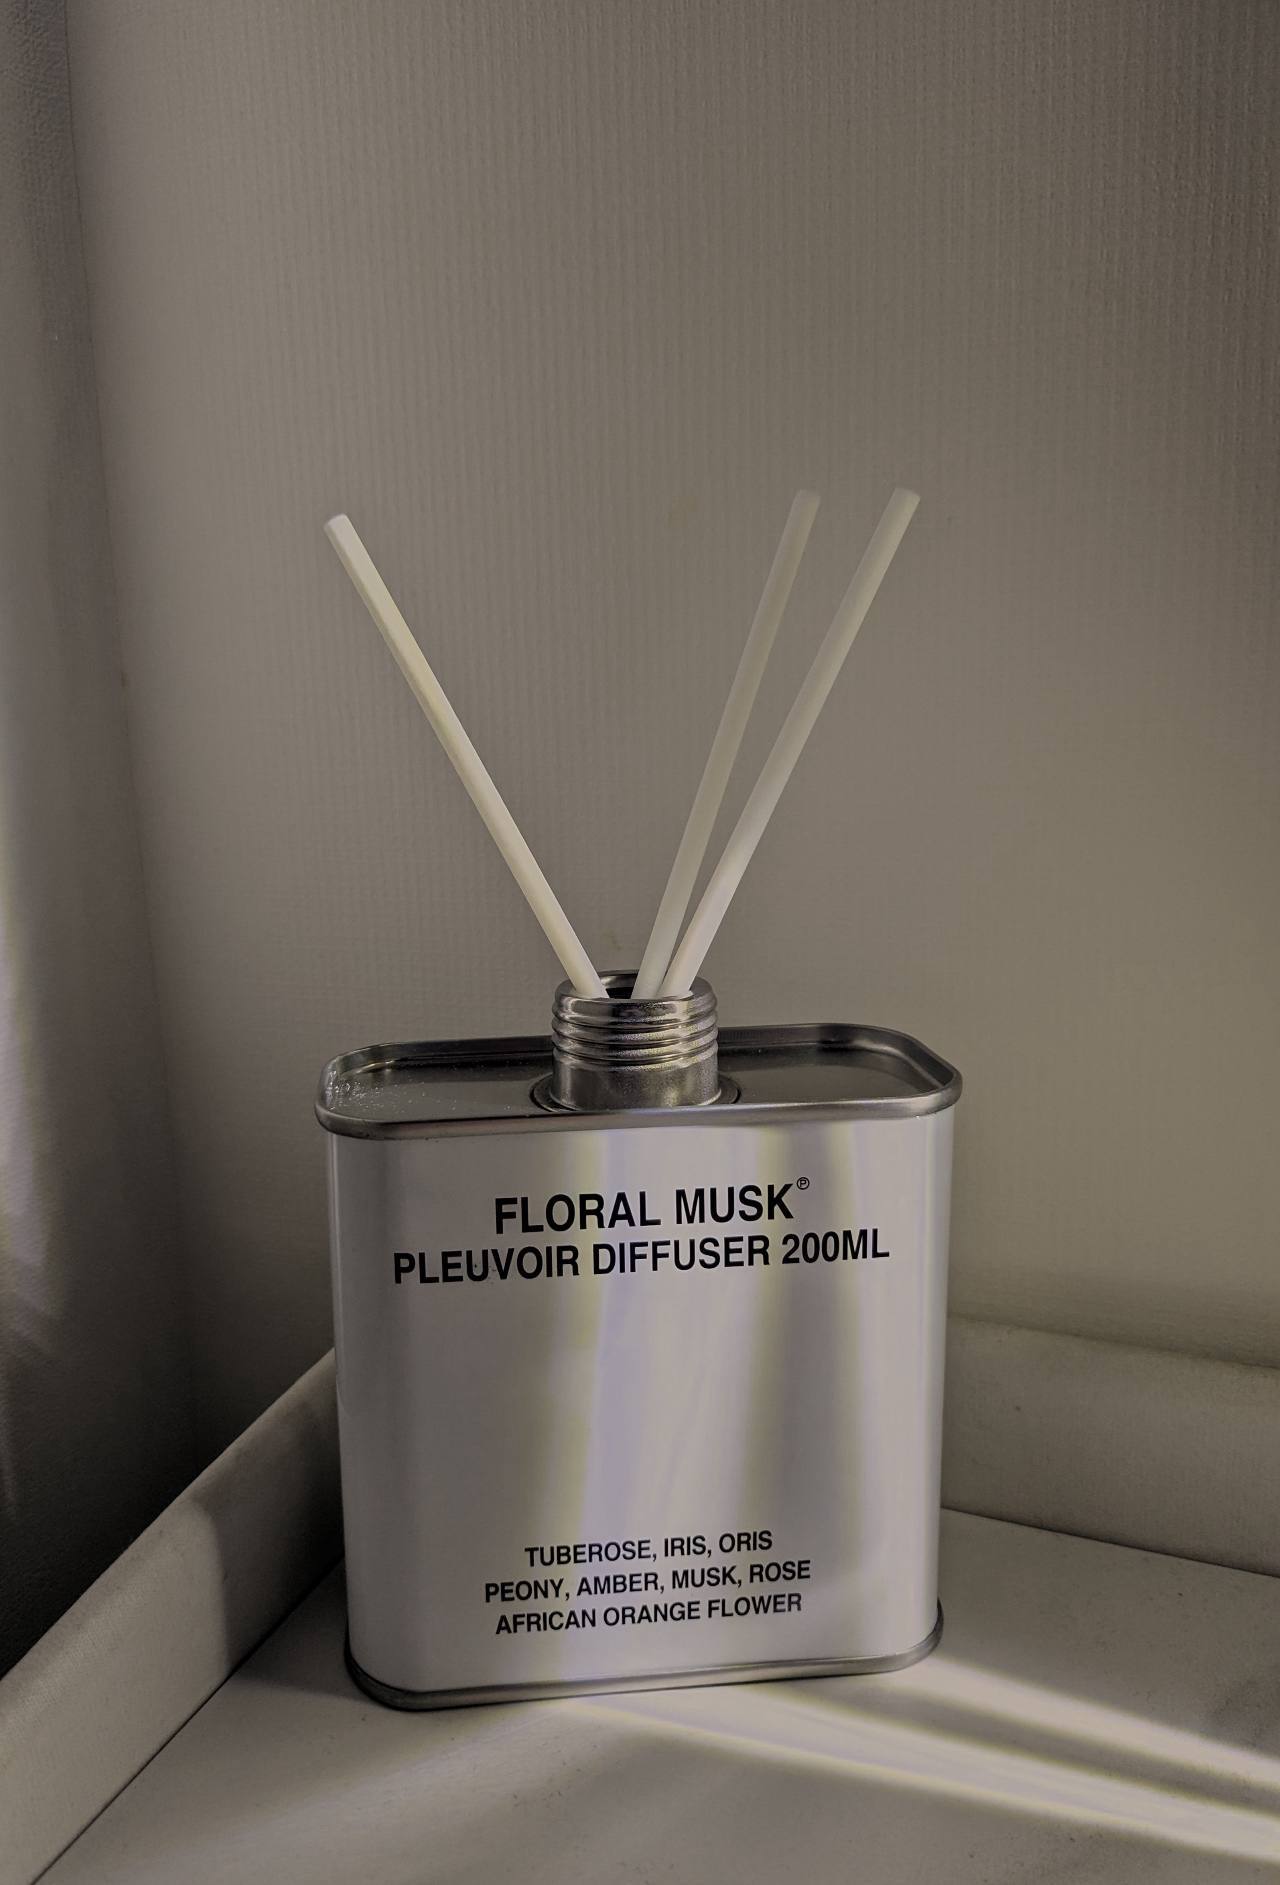 FLORAL MUSK℗
PLEUVOIR DIFFUSER 200ML
TUBEROSE, IRIS, ORIS
PEONY, AMBER, MUSK, ROSE
AFRICAN ORANGE FLOWER